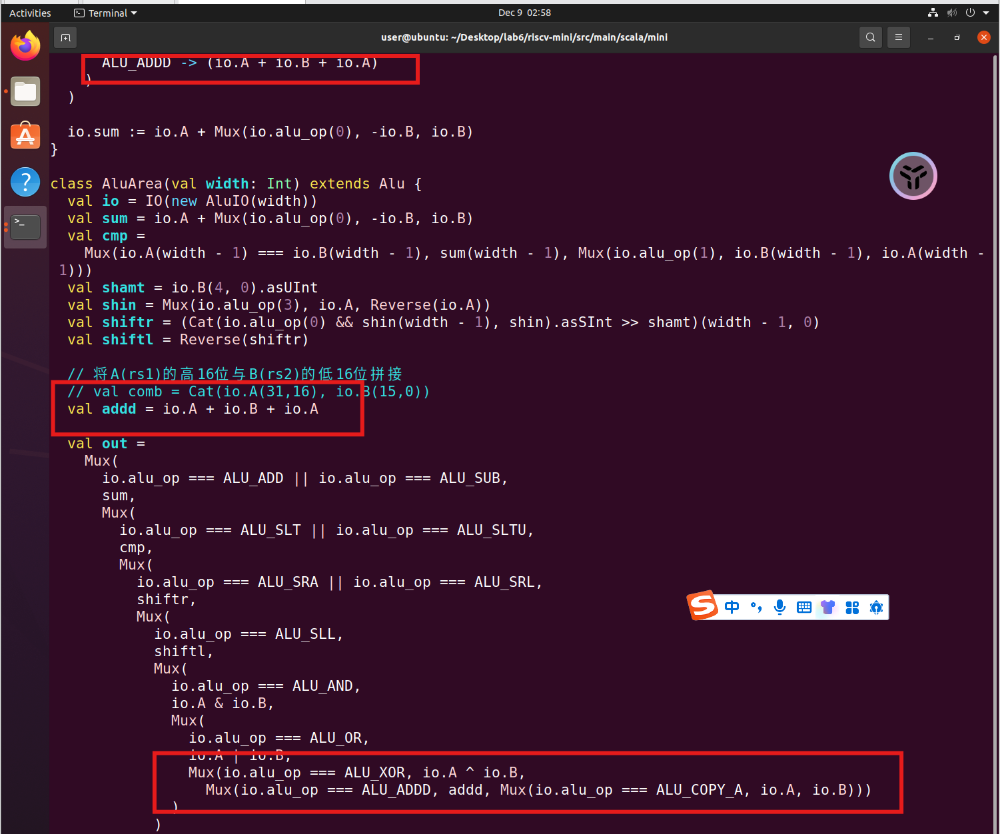 Activities Terminal Dec 9 02:58
user@ubuntu: ~/Desktop/lab6/riscv-mini/src/main/scala/mini
ALU_ADDD -> (io.A + io.B + io.A)
)
)
io.sum := io.A + Mux(io.alu_op(0), -io.B, io.B)
}
class AluArea(val width: Int) extends Alu {
val io = IO(new AluIO(width))
val sum = io.A + Mux(io.alu_op(0), -io.B, io.B)
val cmp =
Mux(io.A(width - 1) === io.B(width - 1), sum(width - 1), Mux(io.alu_op(1), io.B(width - 1), io.A(width -
1)))
val shamt = io.B(4, 0).asUInt
val shin = Mux(io.alu_op(3), io.A, Reverse(io.A))
val shiftr = (Cat(io.alu_op(0) && shin(width - 1), shin).asSInt >> shamt)(width - 1, 0)
val shiftl = Reverse(shiftr)
// 将A(rs1)的高16位与B(rs2)的低16位拼接
// val comb = Cat(io.A(31,16), io.B(15,0))
val addd = io.A + io.B + io.A
val out =
Mux(
io.alu_op === ALU_ADD || io.alu_op === ALU_SUB,
sum,
Mux(
io.alu_op === ALU_SLT || io.alu_op === ALU_SLTU,
cmp,
Mux(
io.alu_op === ALU_SRA || io.alu_op === ALU_SRL,
shiftr,
Mux(
io.alu_op === ALU_SLL,
shiftl,
Mux(
io.alu_op === ALU_AND,
io.A & io.B,
Mux(
io.alu_op === ALU_OR,
io.A | io.B,
Mux(io.alu_op === ALU_XOR, io.A ^ io.B,
Mux(io.alu_op === ALU_ADDD, addd, Mux(io.alu_op === ALU_COPY_A, io.A, io.B)))
)
)
中